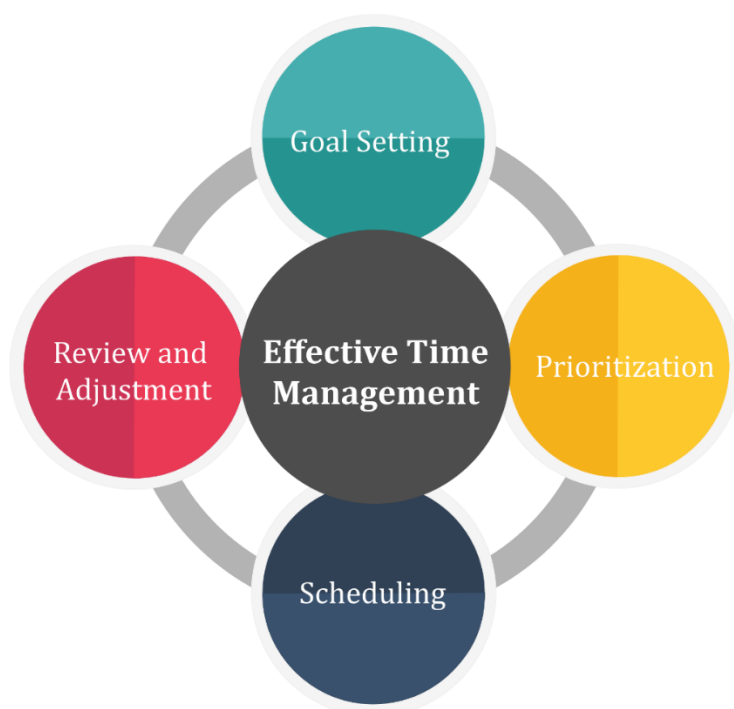 Goal Setting
Review and
Adjustment
Effective Time
Management
Prioritization
Scheduling